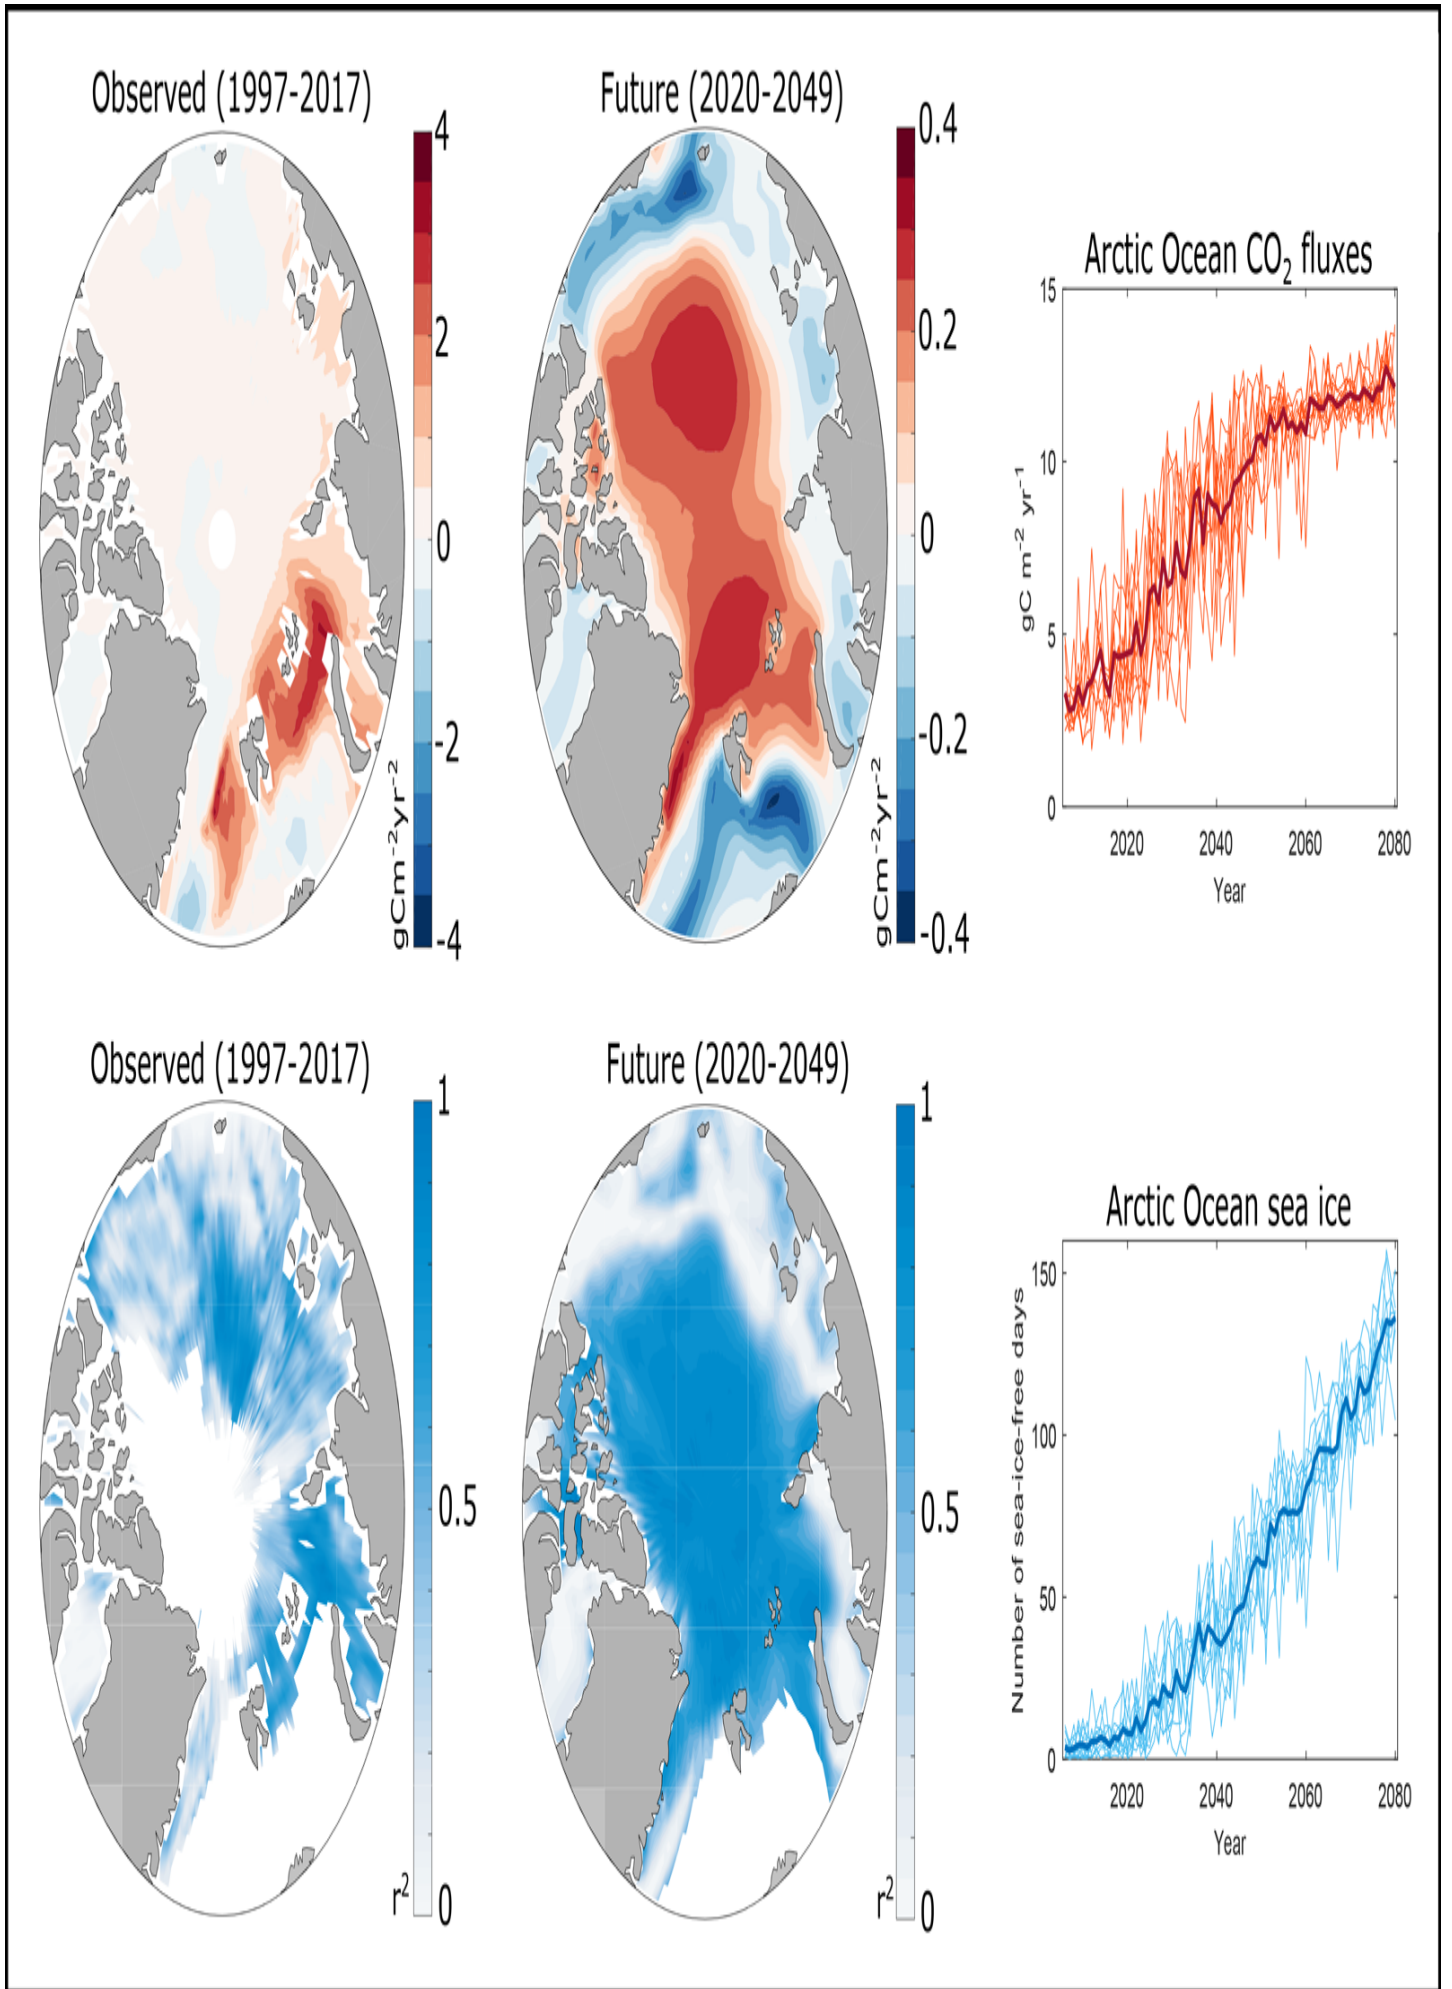 Observed (1997-2017)
4
2
0
-2
-4
gCm⁻²yr⁻²
Future (2020-2049)
0.4
0.2
0
-0.2
-0.4
gCm⁻²yr⁻²
Arctic Ocean CO₂ fluxes
15
10
5
0
gC m⁻² yr⁻¹
2020 2040 2060 2080
Year
Observed (1997-2017)
1
0.5
0
r²
Future (2020-2049)
1
0.5
0
r²
Arctic Ocean sea ice
150
100
50
0
Number of sea-ice-free days
2020 2040 2060 2080
Year